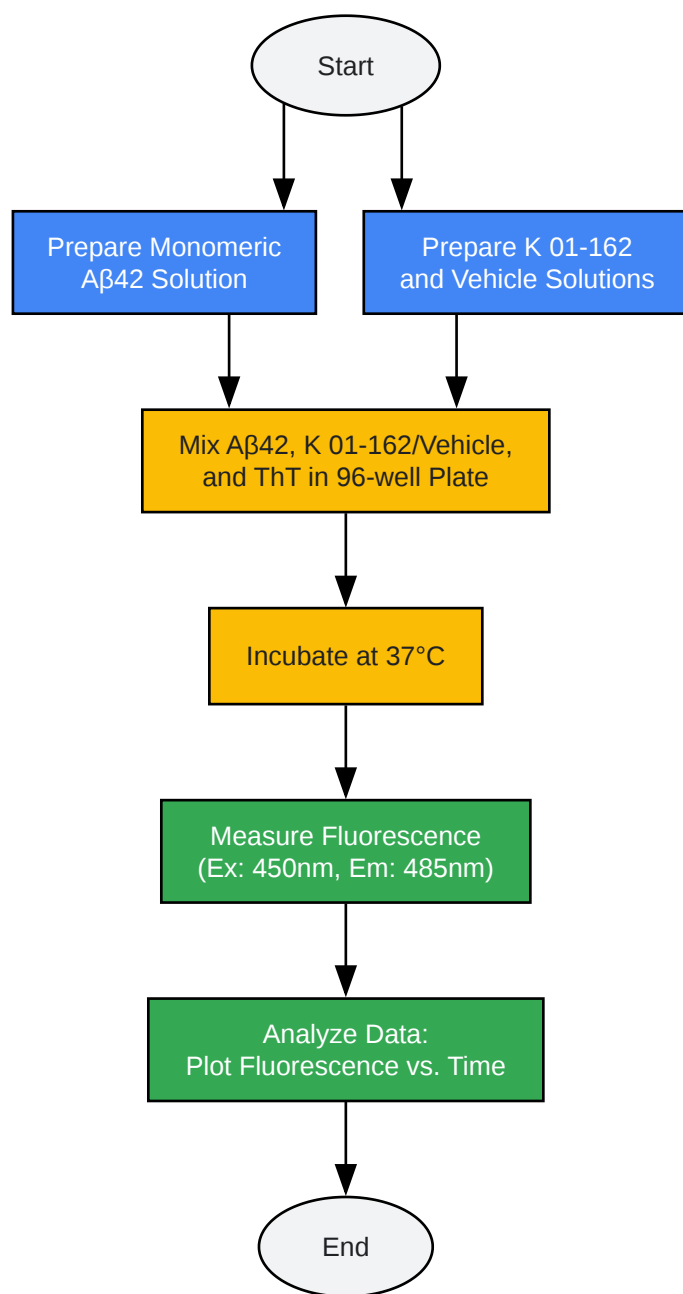 Start
Prepare Monomeric
Aβ42 Solution
Prepare K 01-162
and Vehicle Solutions
Mix Aβ42, K 01-162/Vehicle,
and ThT in 96-well Plate
Incubate at 37°C
Measure Fluorescence
(Ex: 450nm, Em: 485nm)
Analyze Data:
Plot Fluorescence vs. Time
End